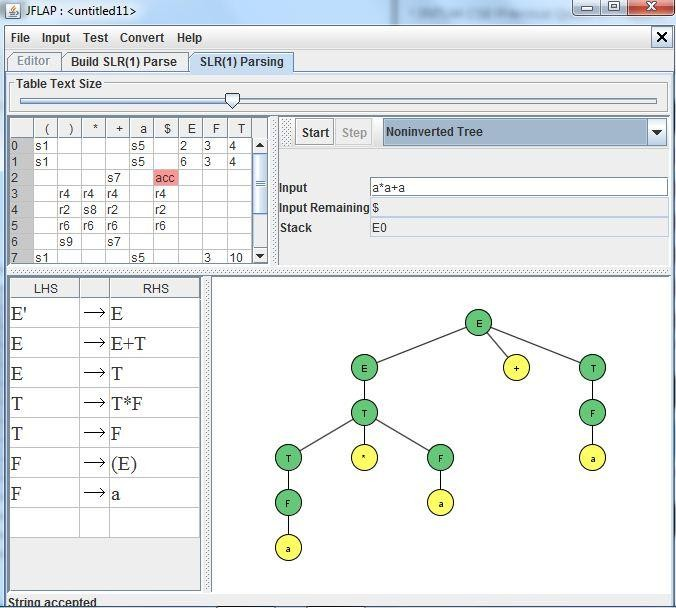 JFLAP : <untitled11>
File Input Test Convert Help
Editor Build SLR(1) Parse SLR(1) Parsing
Table Text Size
( ) * + a $ E F T
0 s1 s5 2 3 4
1 s1 s5 6 3 4
2 s7 acc
3 r4 r4 r4 r4
4 r2 s8 r2 r2
5 r6 r6 r6 r6
6 s9 s7
7 s1 s5 3 10
Start Step Noninverted Tree
Input a*a+a
Input Remaining $
Stack E0
LHS RHS
E' → E
E → E+T
E → T
T → T*F
T → F
F → (E)
F → a
E
E + T
T F
T * F a
F a
a
String accepted